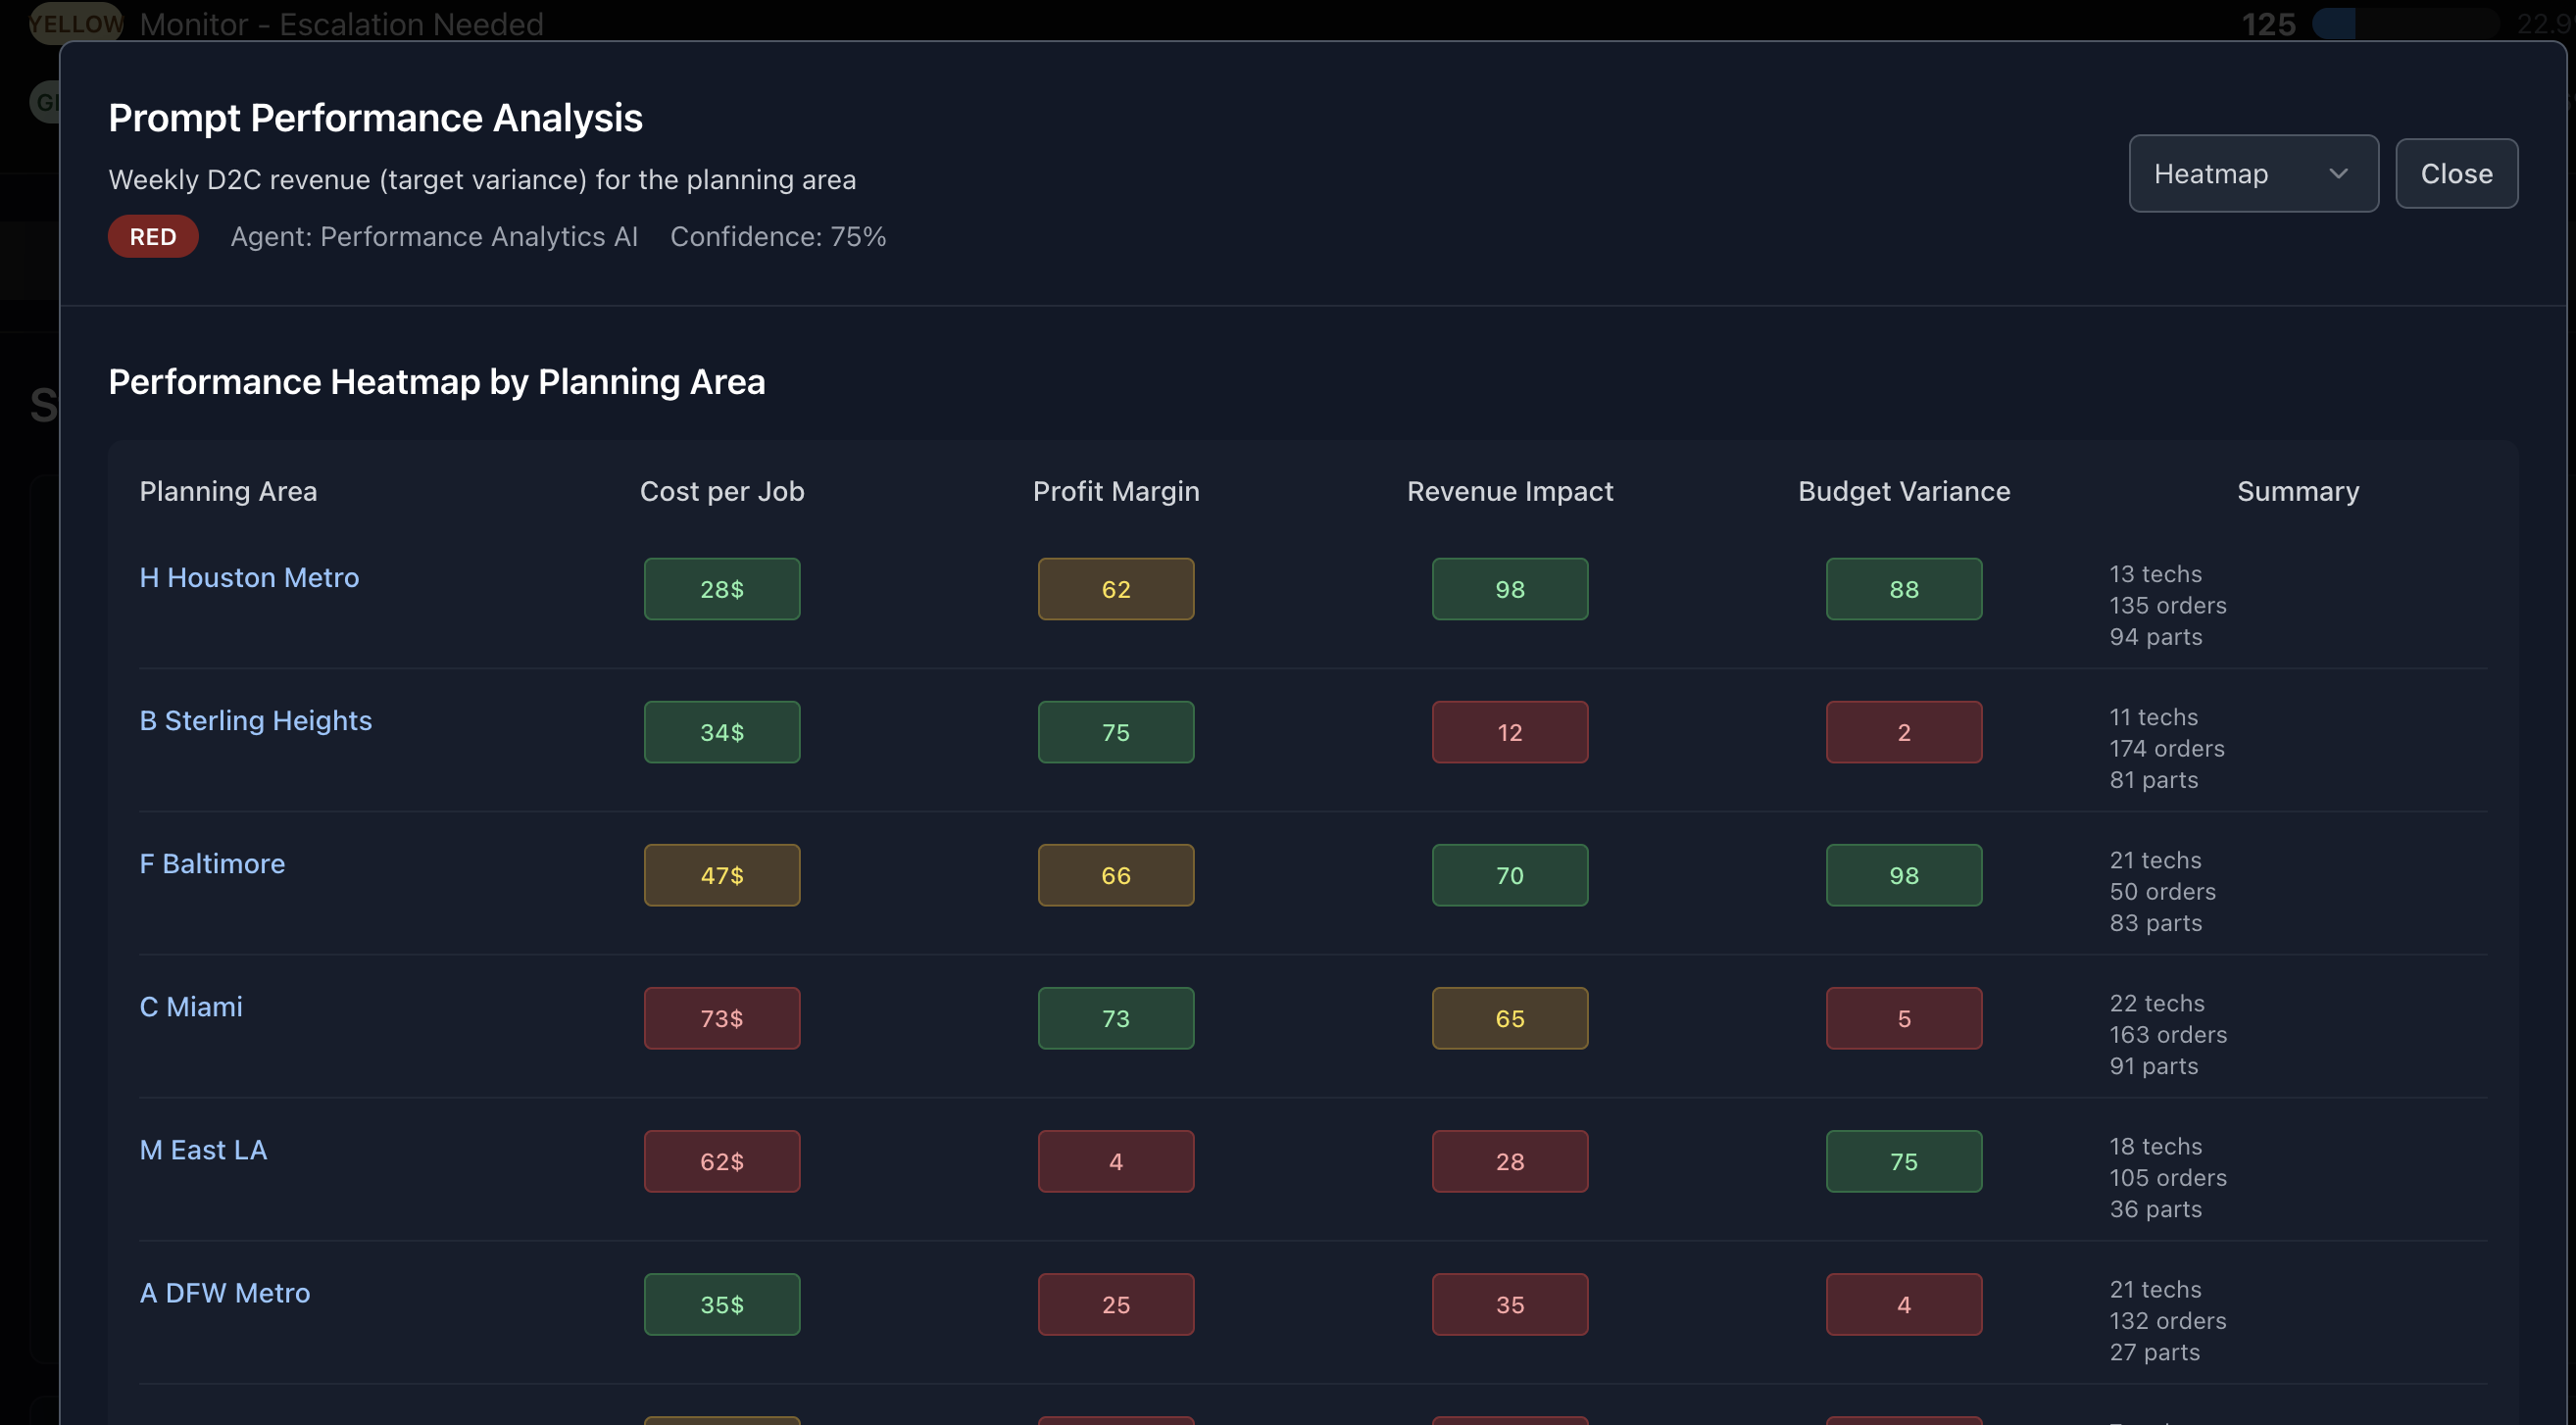 YELLOW Monitor - Escalation Needed 125 22.9
Prompt Performance Analysis
Weekly D2C revenue (target variance) for the planning area
RED Agent: Performance Analytics AI Confidence: 75%
Heatmap Close
Performance Heatmap by Planning Area
Planning Area Cost per Job Profit Margin Revenue Impact Budget Variance Summary
H Houston Metro 28$ 62 98 88 13 techs
135 orders
94 parts
B Sterling Heights 34$ 75 12 2 11 techs
174 orders
81 parts
F Baltimore 47$ 66 70 98 21 techs
50 orders
83 parts
C Miami 73$ 73 65 5 22 techs
163 orders
91 parts
M East LA 62$ 4 28 75 18 techs
105 orders
36 parts
A DFW Metro 35$ 25 35 4 21 techs
132 orders
27 parts